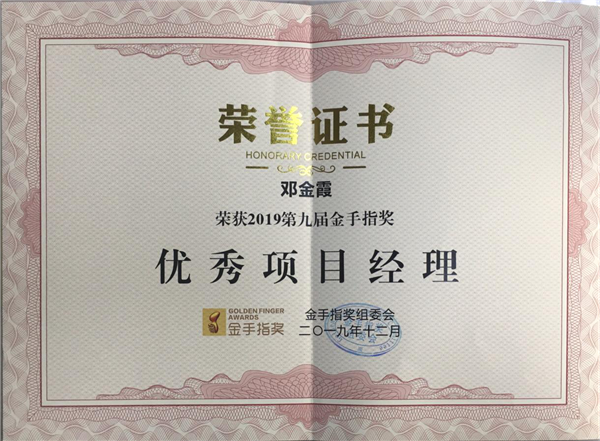 荣誉证书
HONORARY CREDENTIAL
邓金霞
荣获2019第九届金手指奖
优秀项目经理
GOLDEN FINGER
AWARDS
金手指奖
金手指奖组委会
二〇一九年十二月